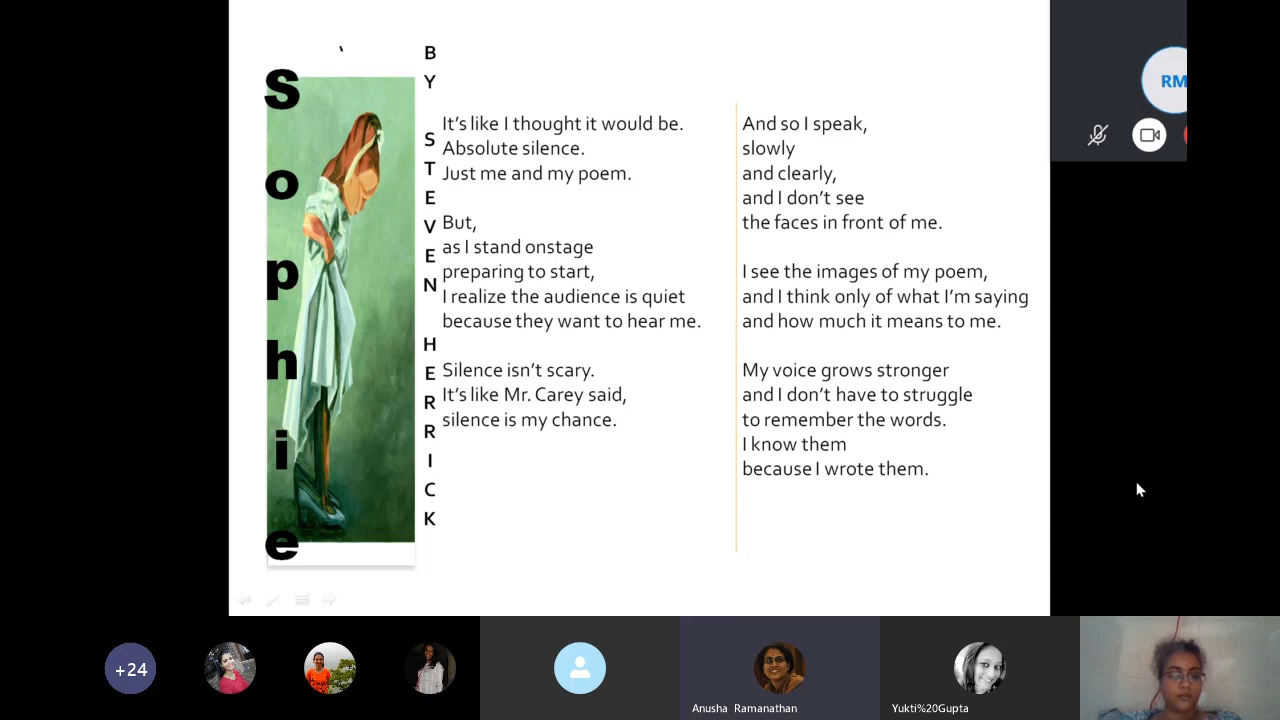 Sophie
BY STEVEN HERRICK
It's like I thought it would be.
Absolute silence.
Just me and my poem.
But,
as I stand onstage
preparing to start,
I realize the audience is quiet
because they want to hear me.
Silence isn't scary.
It's like Mr. Carey said,
silence is my chance.
And so I speak,
slowly
and clearly,
and I don't see
the faces in front of me.
I see the images of my poem,
and I think only of what I'm saying
and how much it means to me.
My voice grows stronger
and I don't have to struggle
to remember the words.
I know them
because I wrote them.
RM
+24
Anusha Ramanathan
Yukti%20Gupta